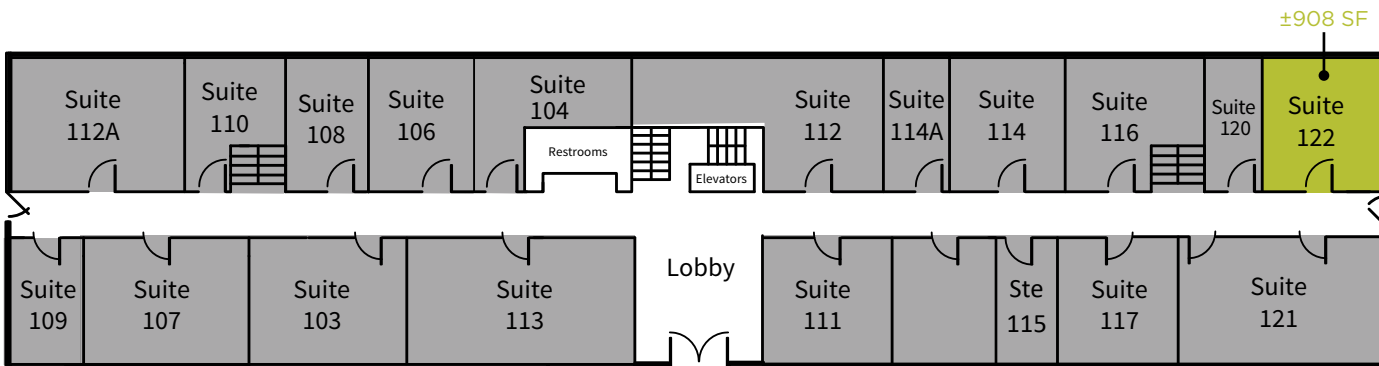 ±908 SF
Suite
112A
Suite
110
Suite
108
Suite
106
Suite
104
Restrooms
Elevators
Suite
112
Suite
114A
Suite
114
Suite
116
Suite
120
Suite
122
Suite
109
Suite
107
Suite
103
Suite
113
Lobby
Suite
111
Ste
115
Suite
117
Suite
121